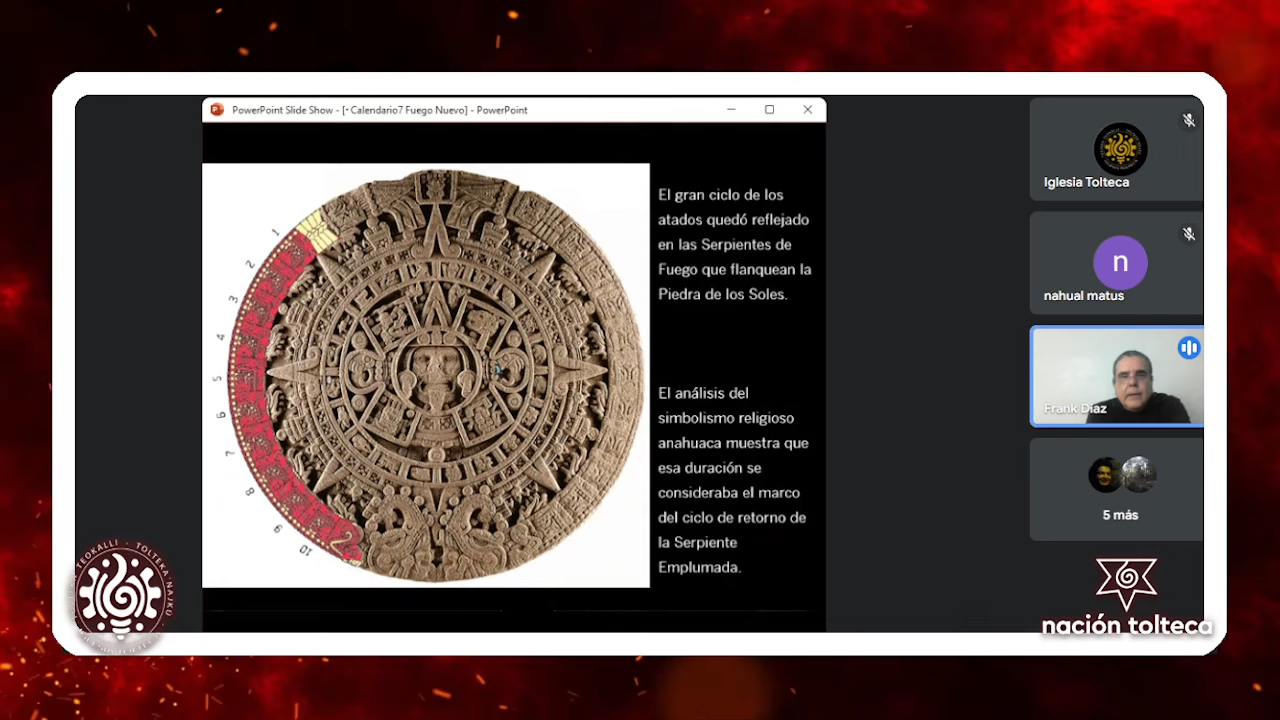 PowerPoint Slide Show - [• Calendario7 Fuego Nuevo] - PowerPoint
El gran ciclo de los
atados quedó reflejado
en las Serpientes de
Fuego que flanquean la
Piedra de los Soles.
El análisis del
simbolismo religioso
anahuaca muestra que
esa duración se
consideraba el marco
del ciclo de retorno de
la Serpiente
Emplumada.
1
2
3
4
5
6
7
8
9
10
Iglesia Tolteca
n
nahual matus
Frank Díaz
5 más
TEOKALLI · TOLTEKA NAJKU
nación tolteca